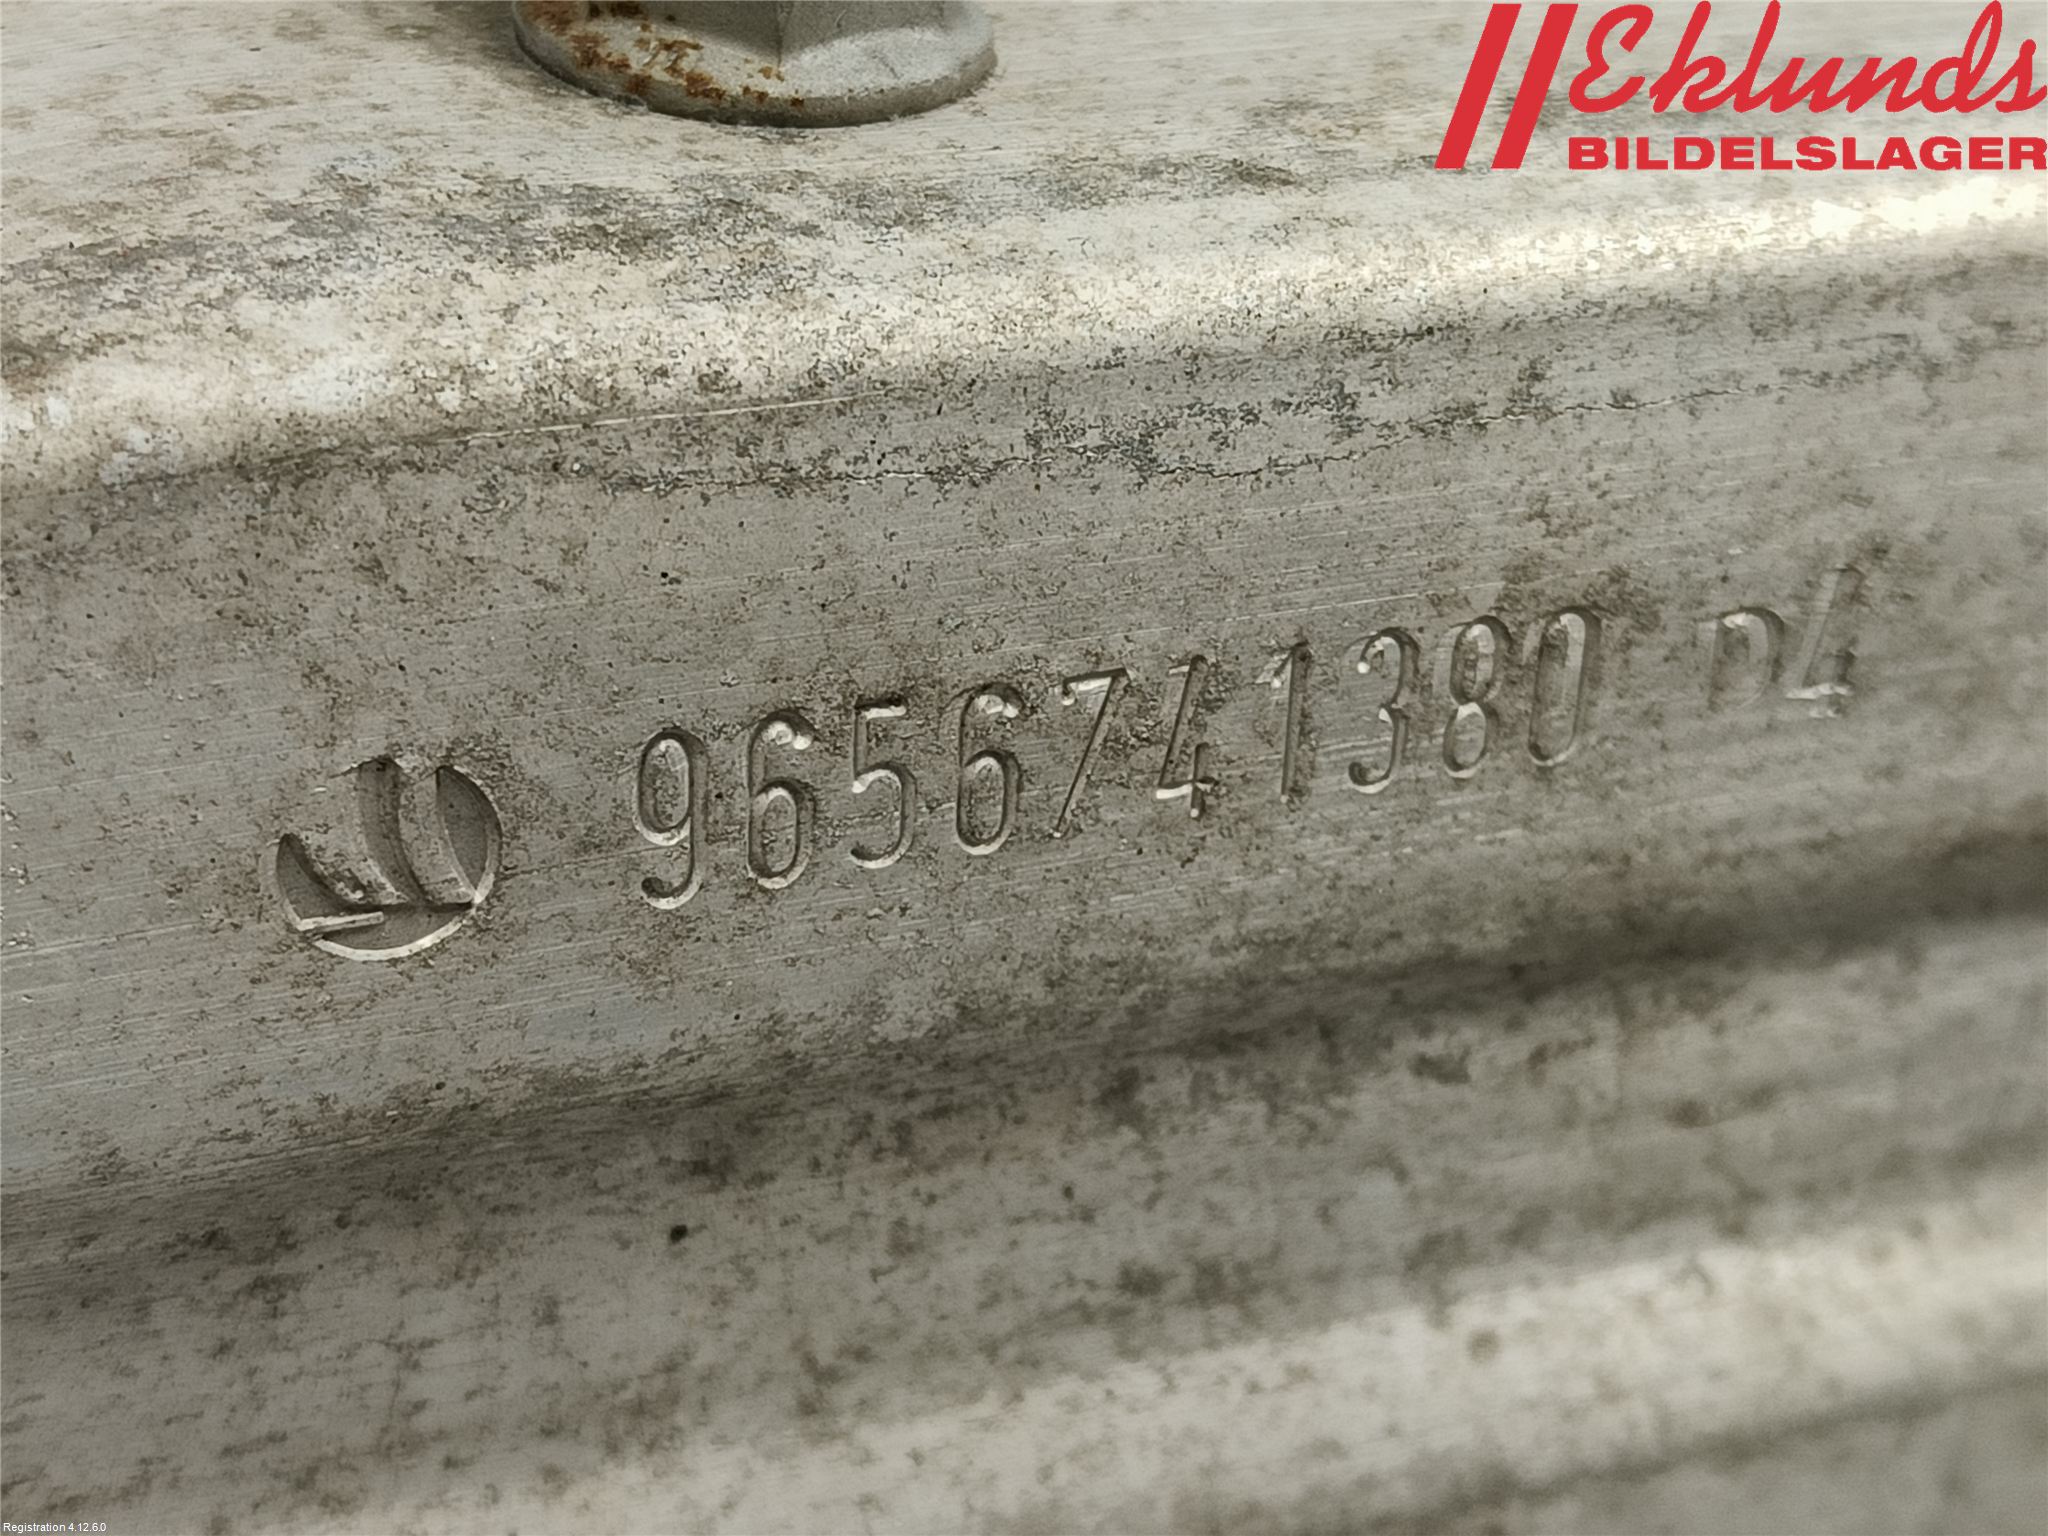 Eklunds
BILDELSLAGER
9656741380 D4
Registration 4.12.6.0